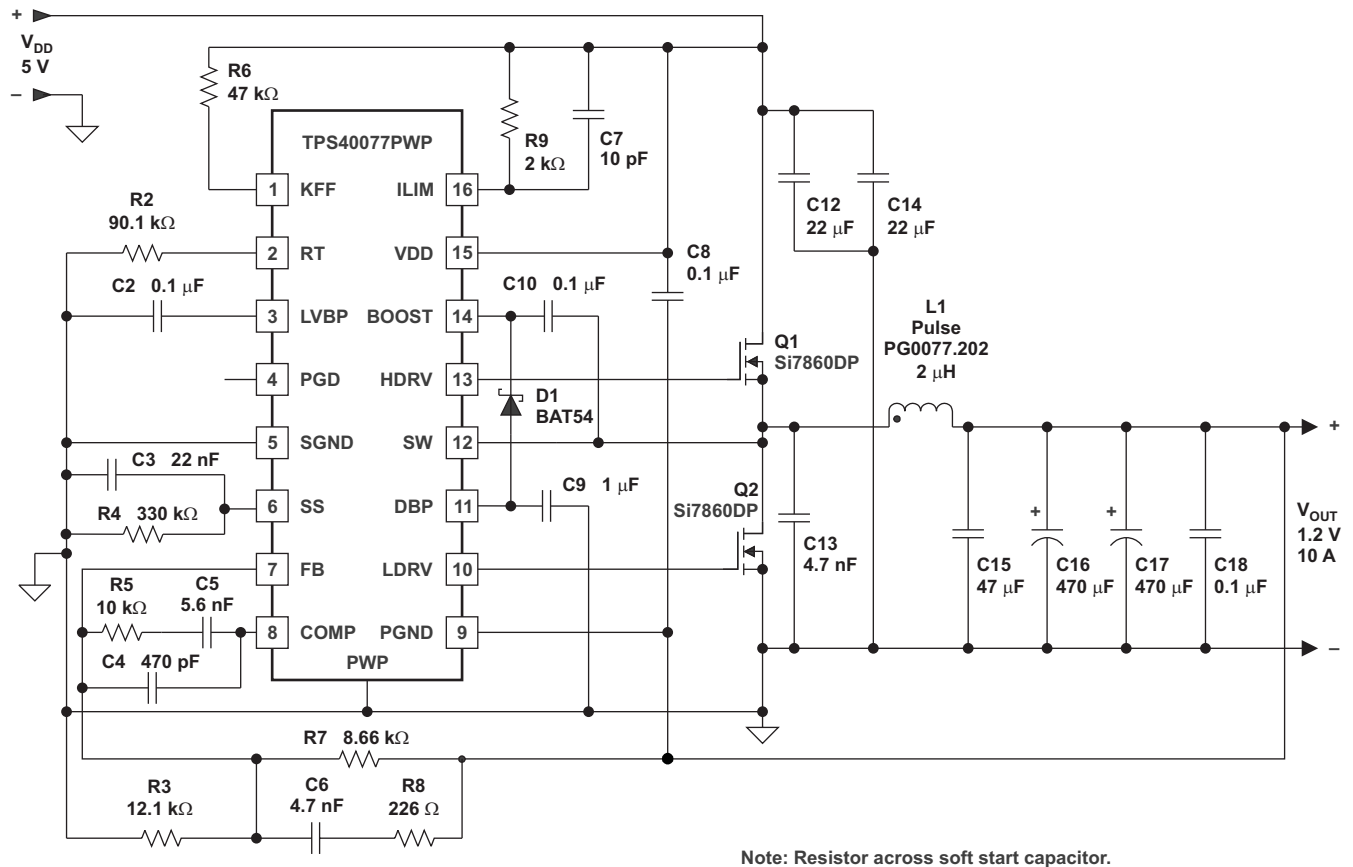 +
V_DD
5 V
–
R6
47 kΩ
TPS40077PWP
R9
2 kΩ
C7
10 pF
1 KFF
ILIM 16
R2
90.1 kΩ
2 RT
VDD 15
C8
0.1 μF
C12
22 μF
C14
22 μF
C2 0.1 μF
3 LVBP
BOOST 14
C10 0.1 μF
4 PGD
HDRV 13
D1
BAT54
Q1
Si7860DP
L1
Pulse
PG0077.202
2 μH
5 SGND
SW 12
+
C3 22 nF
R4 330 kΩ
6 SS
DBP 11
C9 1 μF
Q2
Si7860DP
C13
4.7 nF
+
+
V_OUT
1.2 V
10 A
C15
47 μF
C16
470 μF
C17
470 μF
C18
0.1 μF
7 FB
LDRV 10
R5
10 kΩ
C5
5.6 nF
8 COMP
PGND 9
C4 470 pF
PWP
–
R7 8.66 kΩ
R3
12.1 kΩ
C6
4.7 nF
R8
226 Ω
Note: Resistor across soft start capacitor.